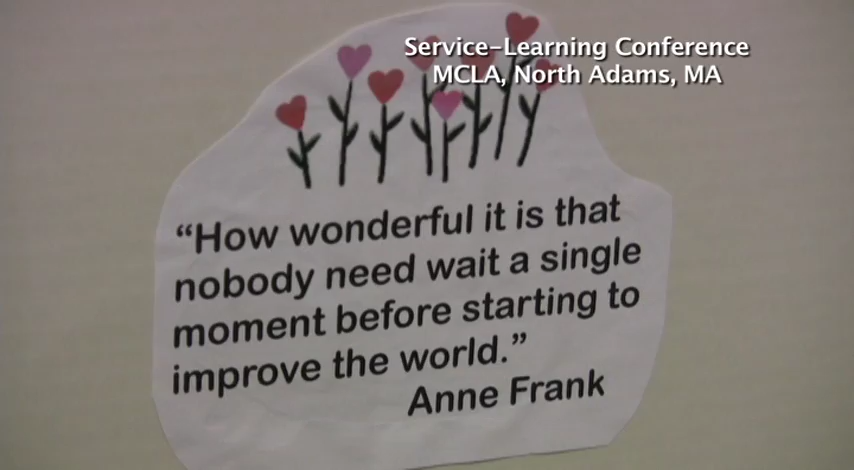 Service-Learning Conference
MCLA, North Adams, MA
“How wonderful it is that
nobody need wait a single
moment before starting to
improve the world.”
Anne Frank